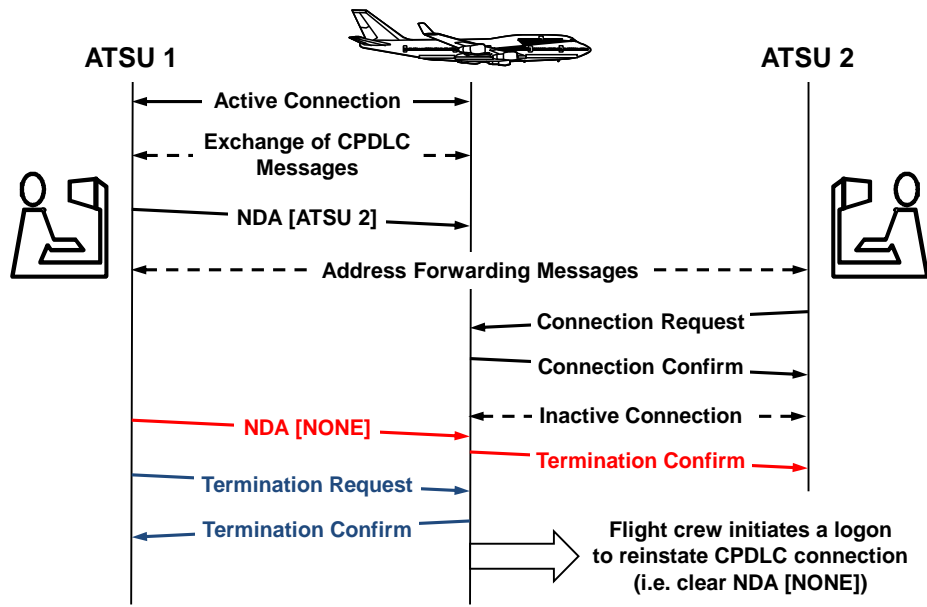 ATSU 1
ATSU 2
Active Connection
Exchange of CPDLC
Messages
NDA [ATSU 2]
Address Forwarding Messages
Connection Request
Connection Confirm
Inactive Connection
NDA [NONE]
Termination Confirm
Termination Request
Termination Confirm
Flight crew initiates a logon
to reinstate CPDLC connection
(i.e. clear NDA [NONE])